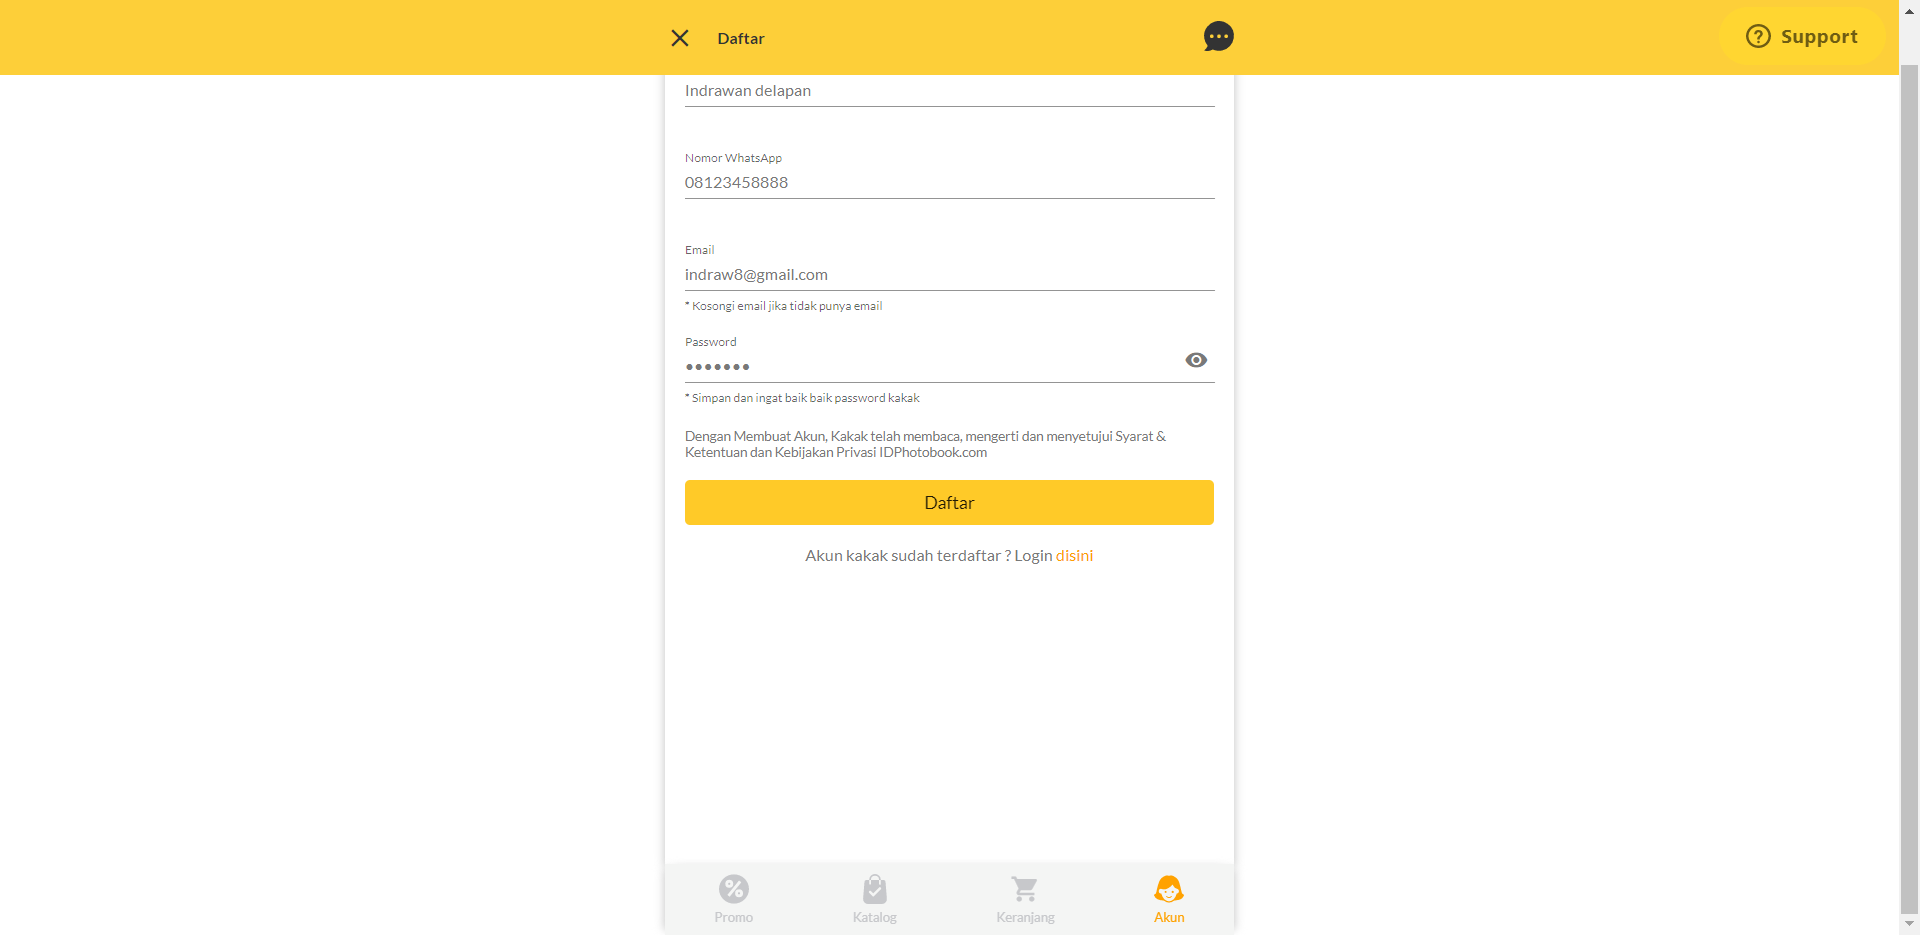 Daftar
Support
Indrawan delapan
Nomor WhatsApp
08123458888
Email
indraw8@gmail.com
* Kosongi email jika tidak punya email
Password
•••••••
* Simpan dan ingat baik baik password kakak
Dengan Membuat Akun, Kakak telah membaca, mengerti dan menyetujui Syarat &
Ketentuan dan Kebijakan Privasi IDPhotobook.com
Daftar
Akun kakak sudah terdaftar ? Login disini
Promo
Katalog
Keranjang
Akun